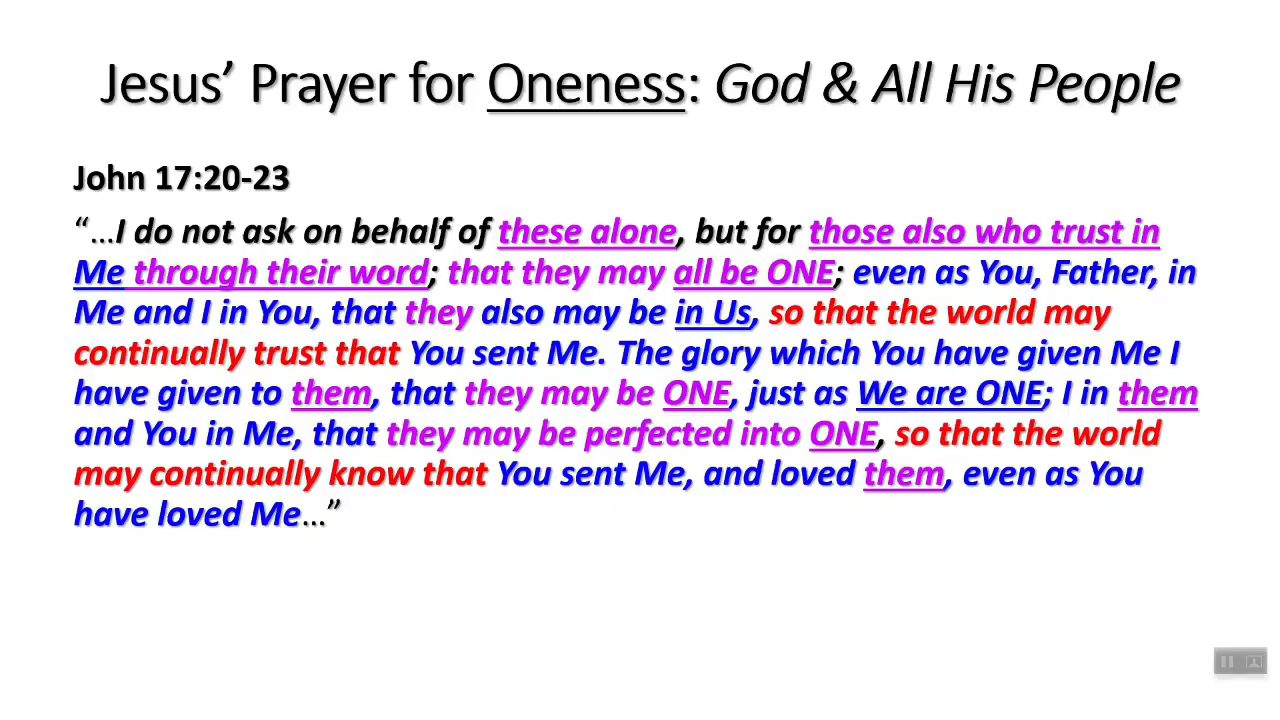 Jesus’ Prayer for Oneness: God & All His People
John 17:20-23
“…I do not ask on behalf of these alone, but for those also who trust in
Me through their word; that they may all be ONE; even as You, Father, in
Me and I in You, that they also may be in Us, so that the world may
continually trust that You sent Me. The glory which You have given Me I
have given to them, that they may be ONE, just as We are ONE; I in them
and You in Me, that they may be perfected into ONE, so that the world
may continually know that You sent Me, and loved them, even as You
have loved Me…”